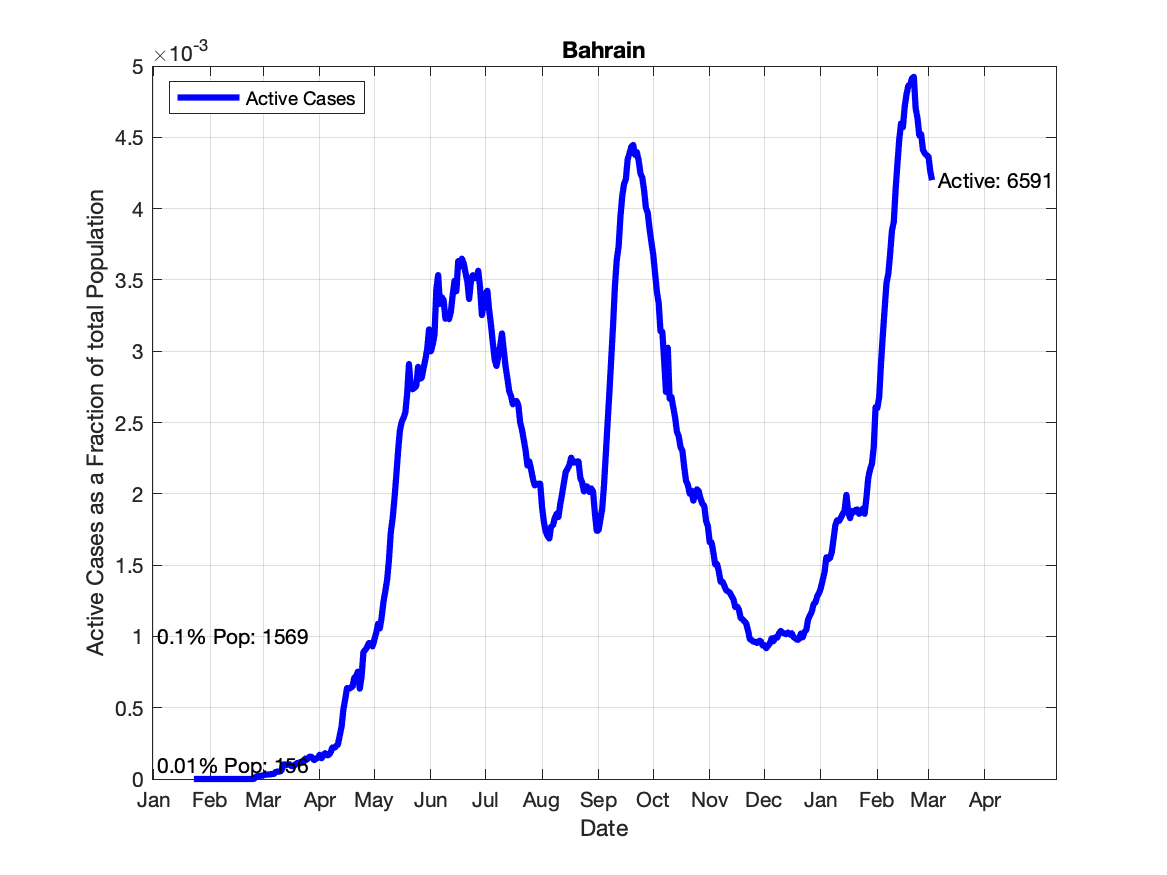 Bahrain
×10-3
Active Cases
5
4.5
4
3.5
3
2.5
2
1.5
1
0.5
0
Active Cases as a Fraction of total Population
Active: 6591
0.1% Pop: 1569
0.01% Pop: 156
Jan Feb Mar Apr May Jun Jul Aug Sep Oct Nov Dec Jan Feb Mar Apr
Date